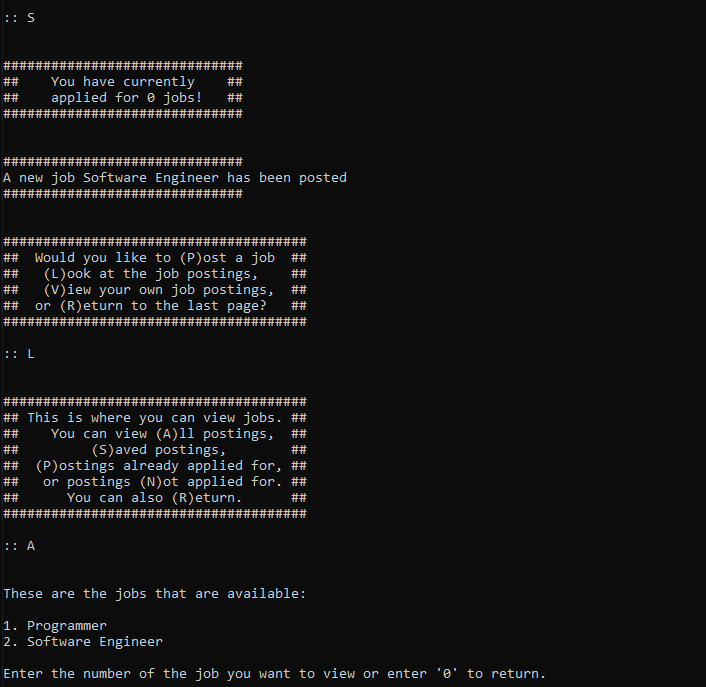 :: S
##############################
##    You have currently    ##
##    applied for 0 jobs!   ##
##############################
##############################
A new job Software Engineer has been posted
##############################
######################################
##  Would you like to (P)ost a job  ##
##   (L)ook at the job postings,    ##
##   (V)iew your own job postings,  ##
##  or (R)eturn to the last page?   ##
######################################
:: L
######################################
## This is where you can view jobs. ##
##    You can view (A)ll postings,  ##
##         (S)aved postings,        ##
##  (P)ostings already applied for, ##
##   or postings (N)ot applied for. ##
##      You can also (R)eturn.      ##
######################################
:: A
These are the jobs that are available:
1. Programmer
2. Software Engineer
Enter the number of the job you want to view or enter '0' to return.